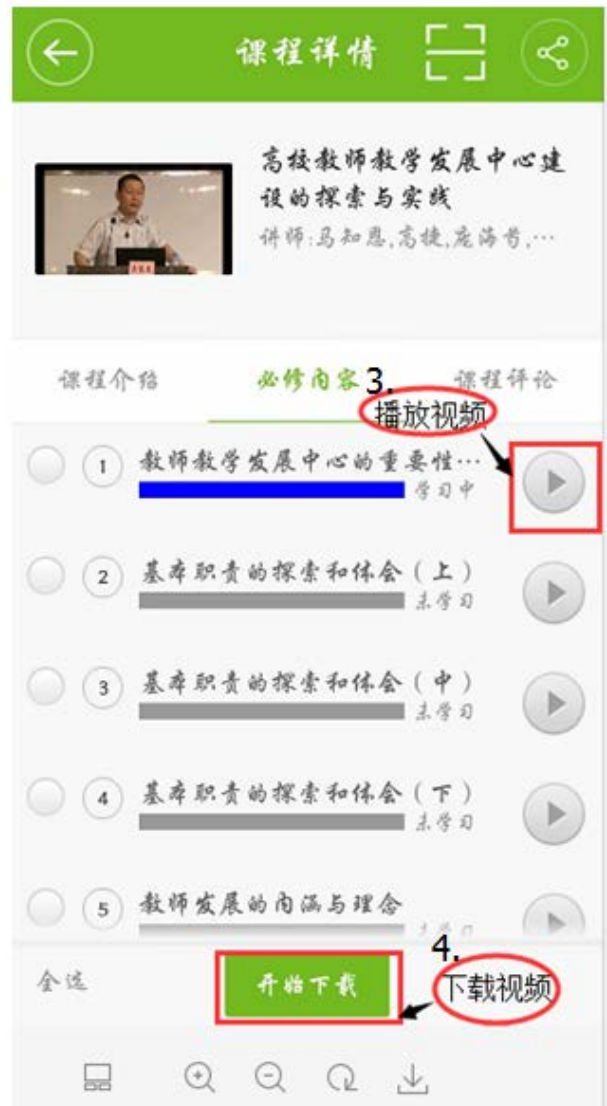 课程详情
高校教师教学发展中心建
设的探索与实践
讲师:马知恩,高捷,庞海芍,…
课程介绍
必修内容
3.
课程评论
播放视频
1 教师教学发展中心的重要性…
学习中
2 基本职责的探索和体会(上)
未学习
3 基本职责的探索和体会(中)
未学习
4 基本职责的探索和体会(下)
未学习
5 教师发展的内涵与理念
4.
全选
开始下载
下载视频